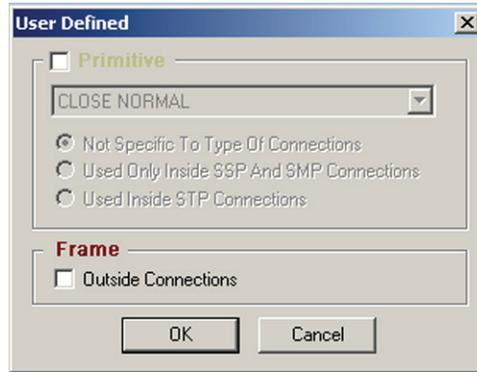 User Defined
Primitive
CLOSE NORMAL
Not Specific To Type Of Connections
Used Only Inside SSP And SMP Connections
Used Inside STP Connections
Frame
Outside Connections
OK Cancel